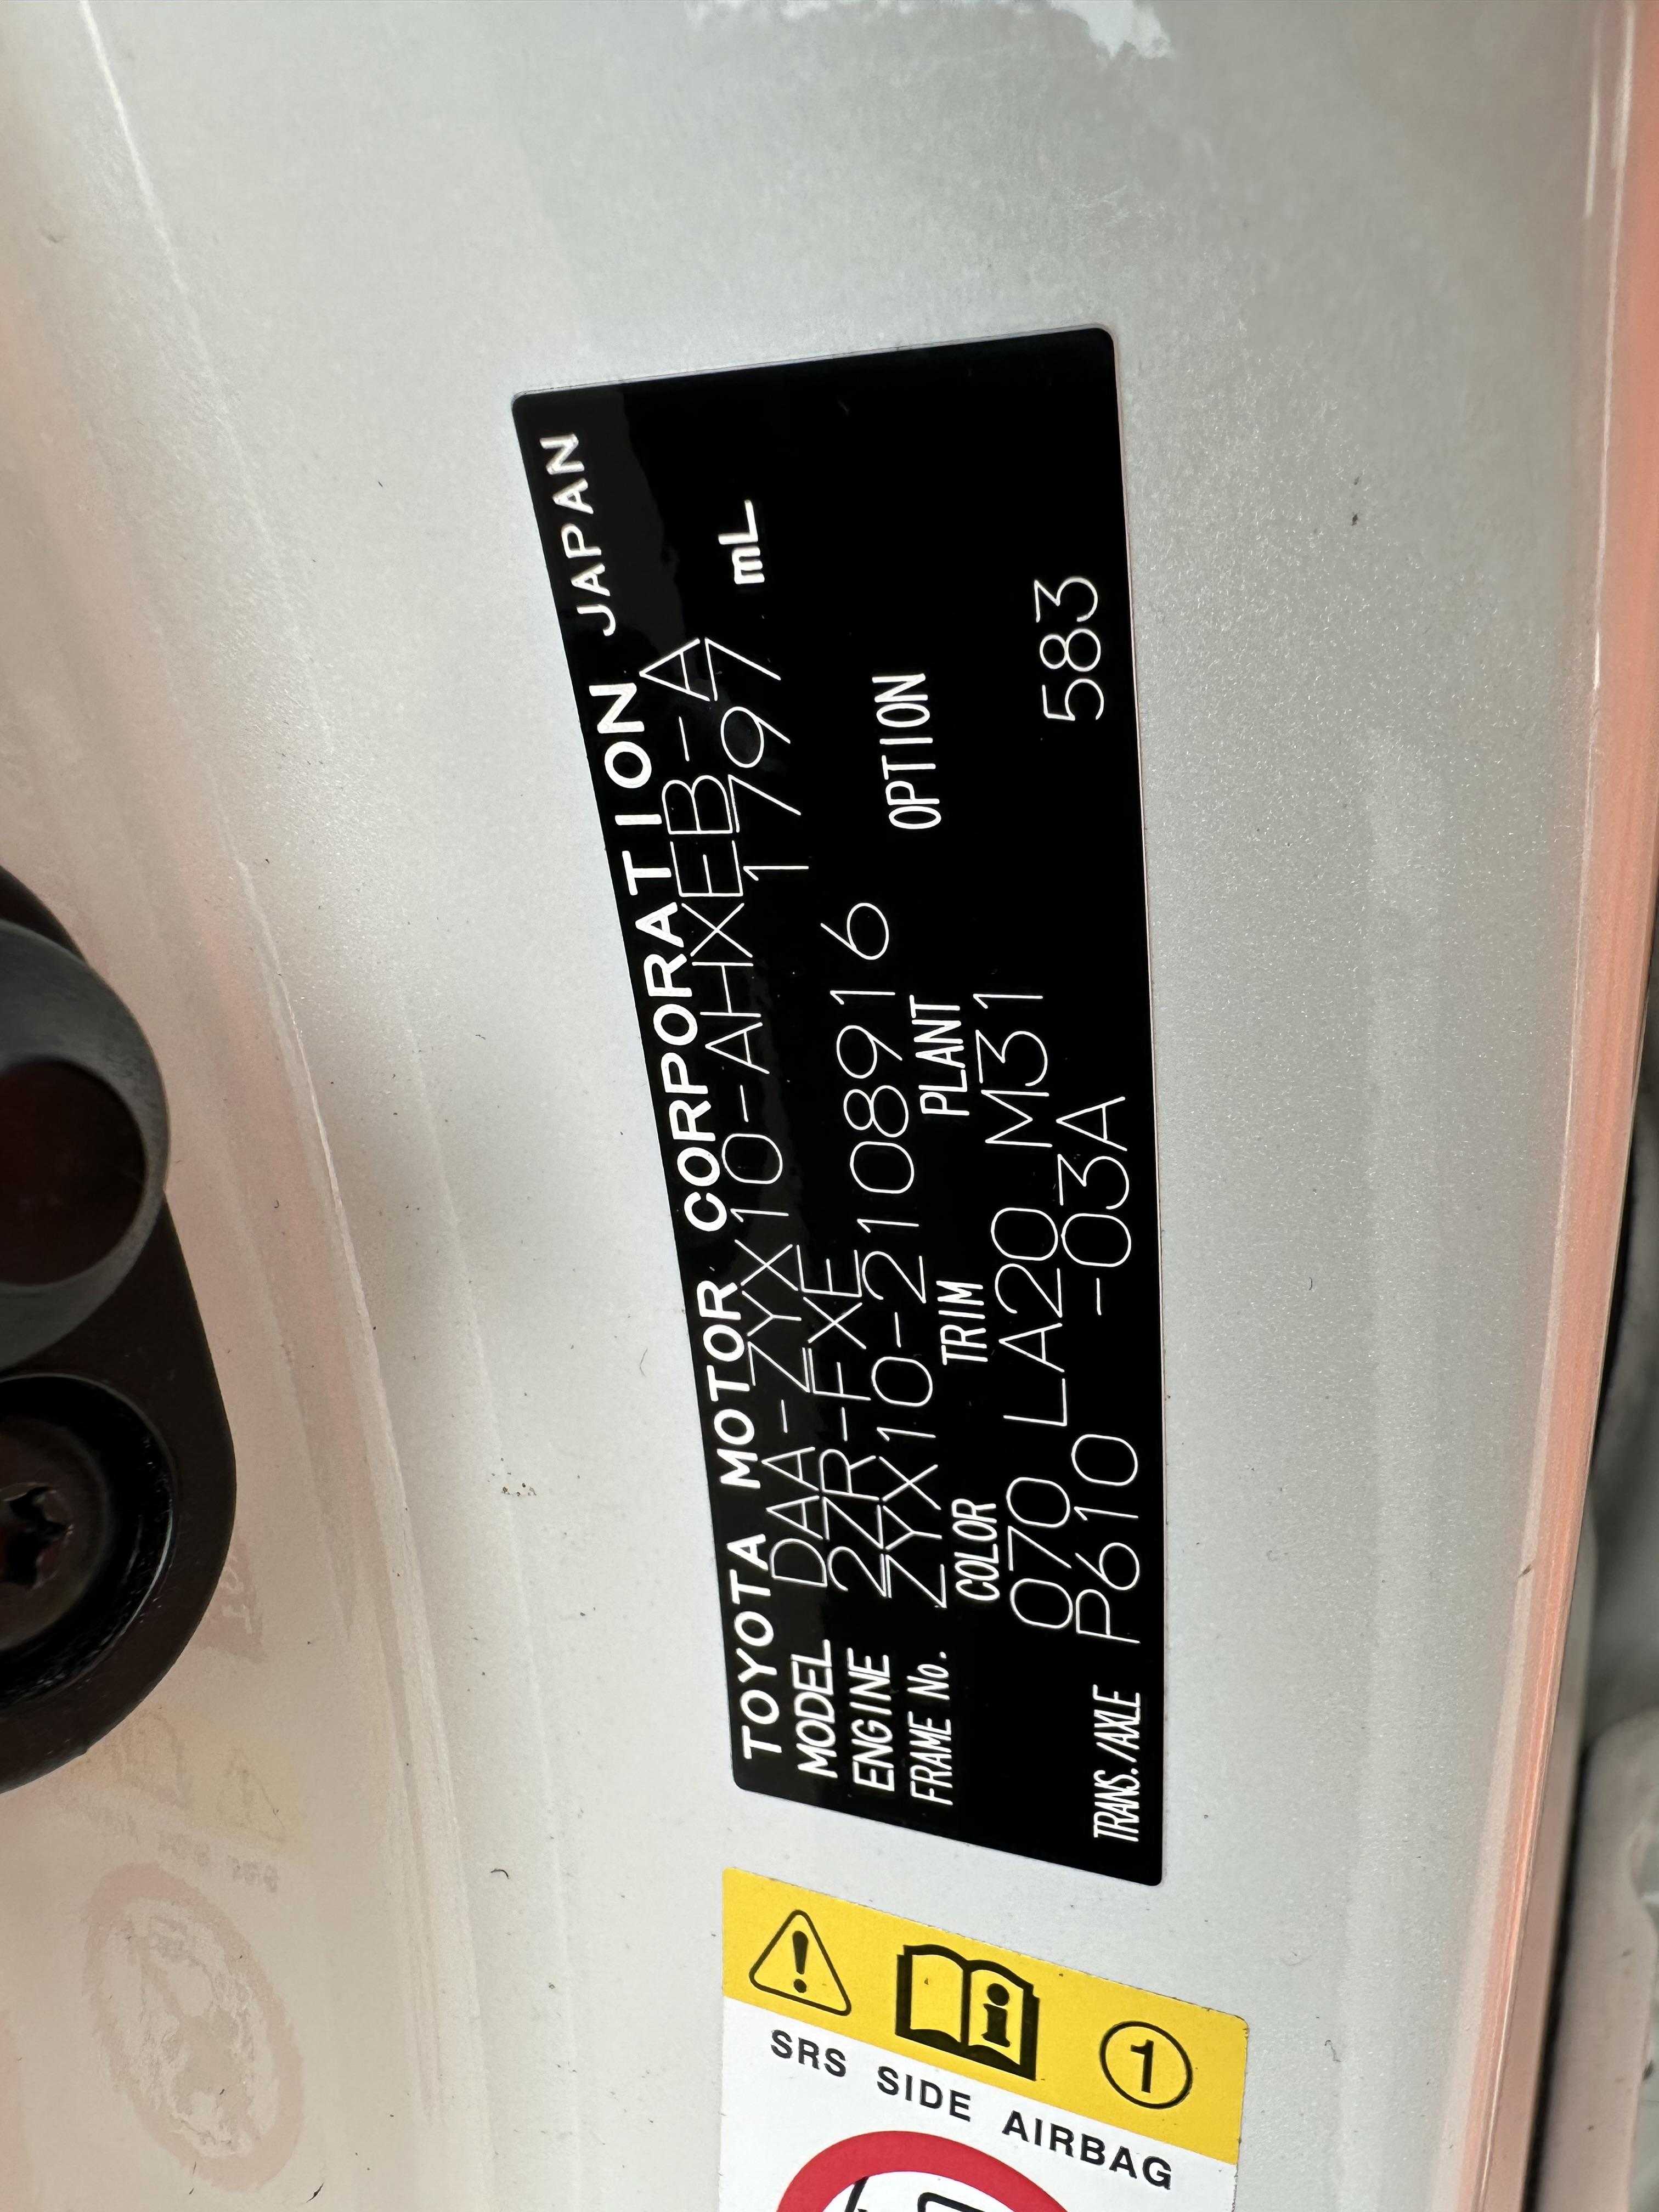 TOYOTA MOTOR CORPORATION JAPAN
MODEL DAA-ZYX10-AHXEB-A
ENGINE 2ZR-FXE 1797 mL
FRAME No. ZYX10-2108916
COLOR TRIM PLANT OPTION
070 LA20 M31
TRANS./AXLE P610 -03A 583
1
SRS SIDE AIRBAG